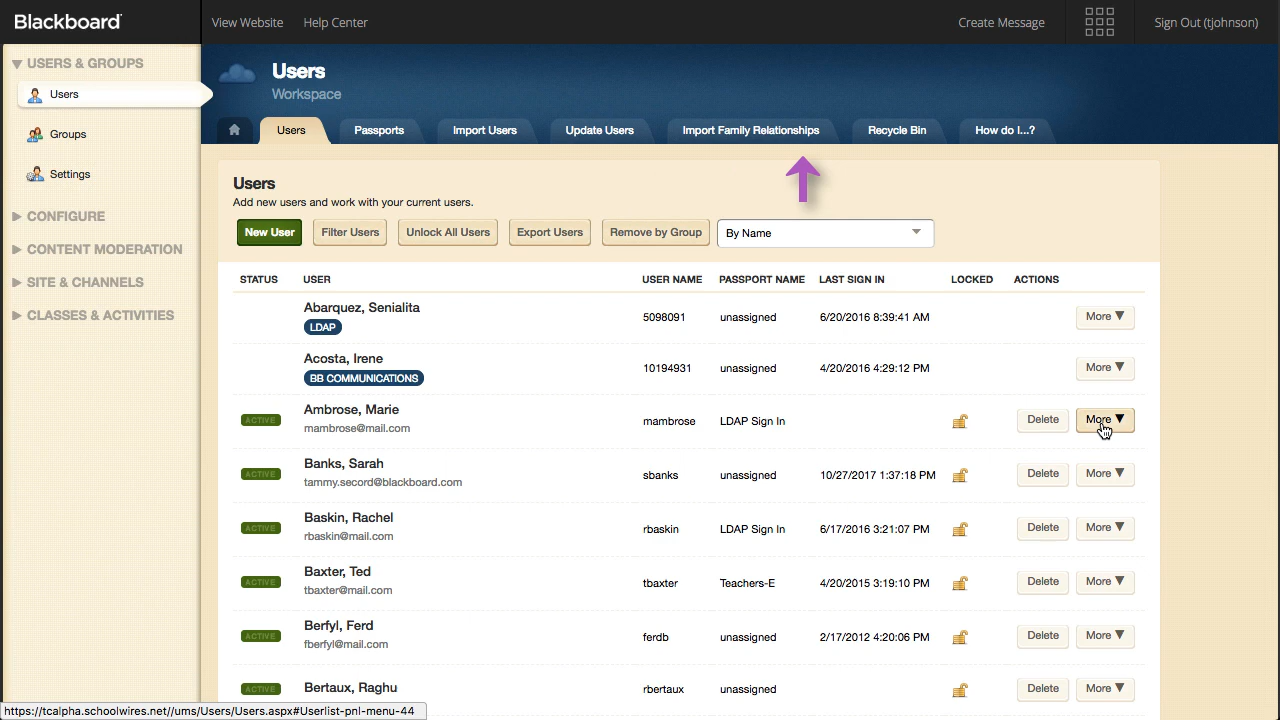 Blackboard
View Website
Help Center
Create Message
Sign Out (tjohnson)
USERS & GROUPS
Users
Groups
Settings
CONFIGURE
CONTENT MODERATION
SITE & CHANNELS
CLASSES & ACTIVITIES
Users
Workspace
Users
Passports
Import Users
Update Users
Import Family Relationships
Recycle Bin
How do I...?
Users
Add new users and work with your current users.
New User
Filter Users
Unlock All Users
Export Users
Remove by Group
By Name
STATUS USER USER NAME PASSPORT NAME LAST SIGN IN LOCKED ACTIONS
Abarquez, Senialita
LDAP
5098091 unassigned 6/20/2016 8:39:41 AM More ▼
Acosta, Irene
BB COMMUNICATIONS
10194931 unassigned 4/20/2016 4:29:12 PM More ▼
ACTIVE
Ambrose, Marie
mambrose@mail.com
mambrose LDAP Sign In Delete More ▼
ACTIVE
Banks, Sarah
tammy.secord@blackboard.com
sbanks unassigned 10/27/2017 1:37:18 PM Delete More ▼
ACTIVE
Baskin, Rachel
rbaskin@mail.com
rbaskin LDAP Sign In 6/17/2016 3:21:07 PM Delete More ▼
ACTIVE
Baxter, Ted
tbaxter@mail.com
tbaxter Teachers-E 4/20/2015 3:19:10 PM Delete More ▼
ACTIVE
Berfyl, Ferd
fberfyl@mail.com
ferdb unassigned 2/17/2012 4:20:06 PM Delete More ▼
ACTIVE
Bertaux, Raghu
rbertaux unassigned Delete More ▼
https://tcalpha.schoolwires.net//ums/Users/Users.aspx#Userlist-pnl-menu-44